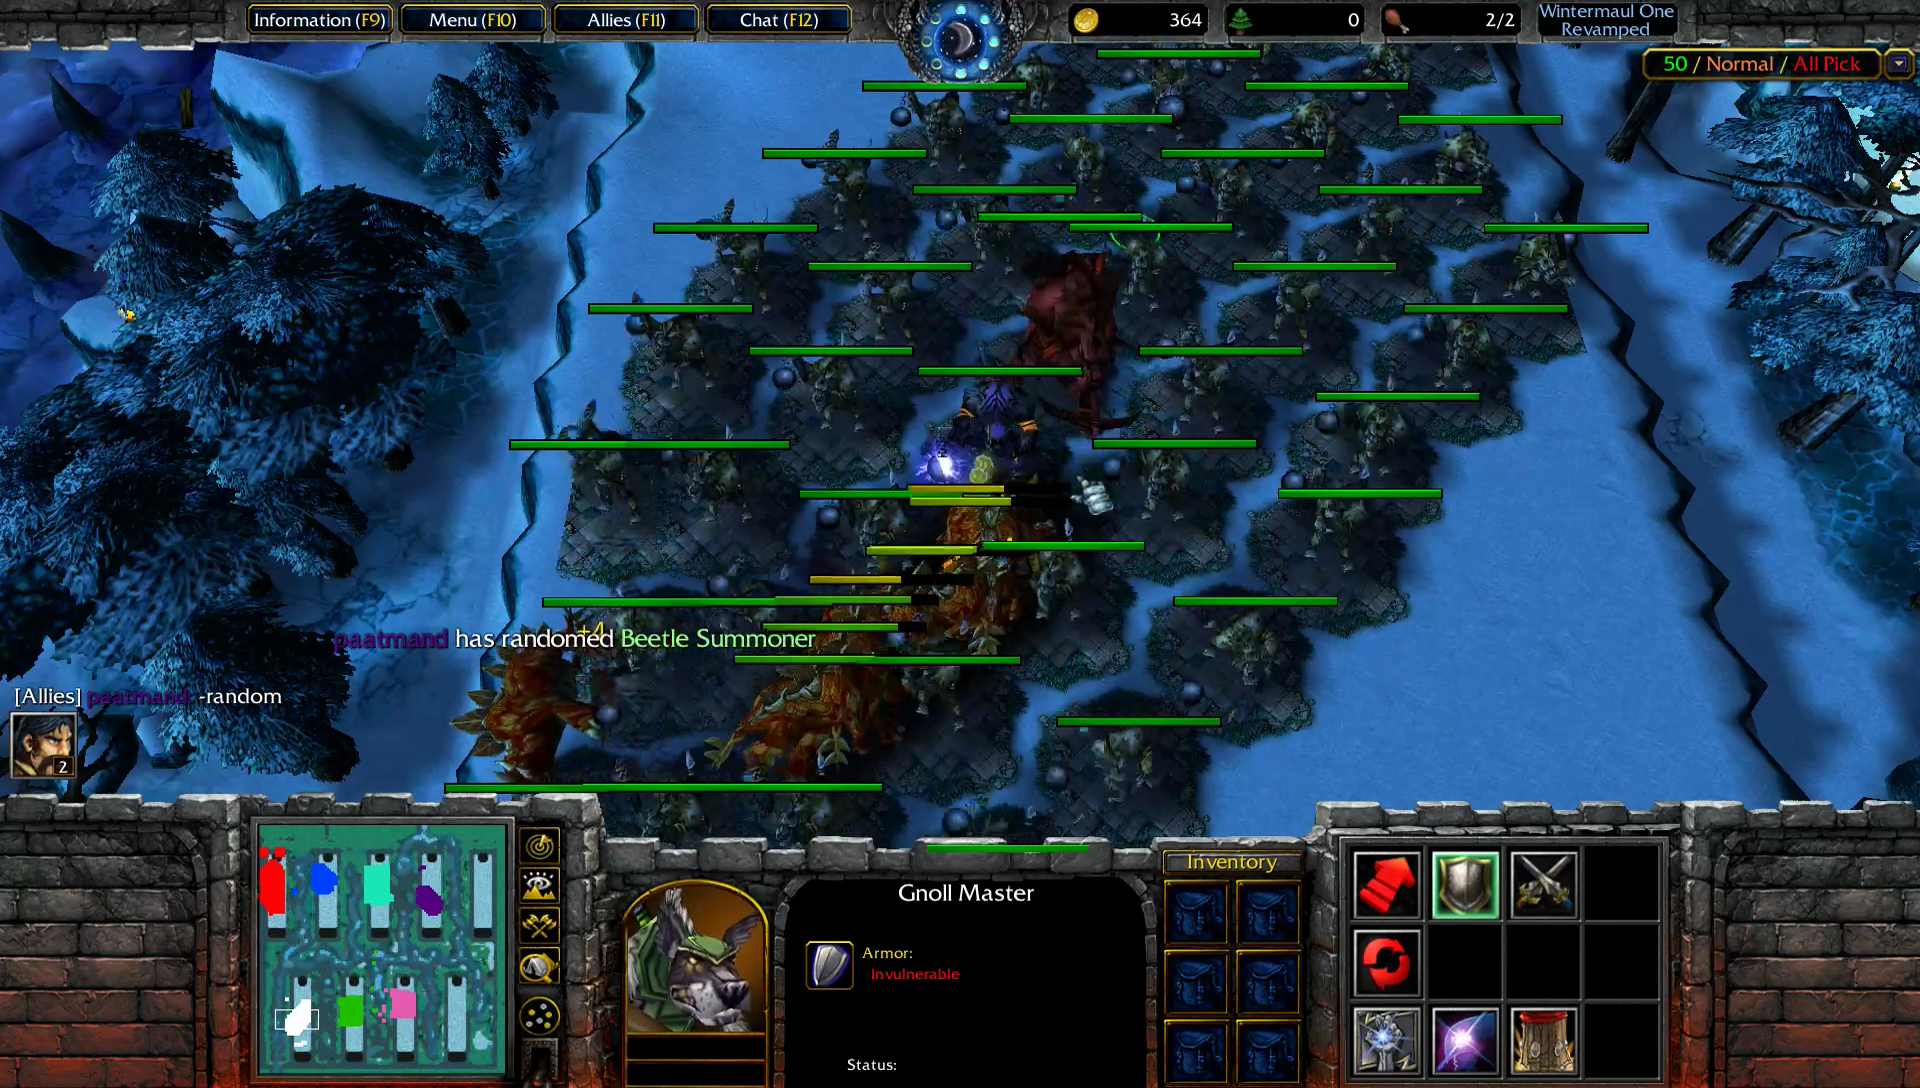 Information (F9)
Menu (F10)
Allies (F11)
Chat (F12)
364
0
2/2
Wintermaul One
Revamped
50 / Normal / All Pick
+4
paatmand has randomed Beetle Summoner
[Allies] paatmand: -random
2
Gnoll Master
Armor:
Invulnerable
Status:
Inventory